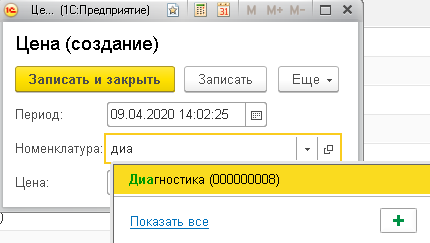 Це... (1С:Предприятие)
31
M M+ M-
Цена (создание)
Записать и закрыть Записать Еще
Период: 09.04.2020 14:02:25
Номенклатура: диа
Диагностика (000000008)
Цена:
Показать все